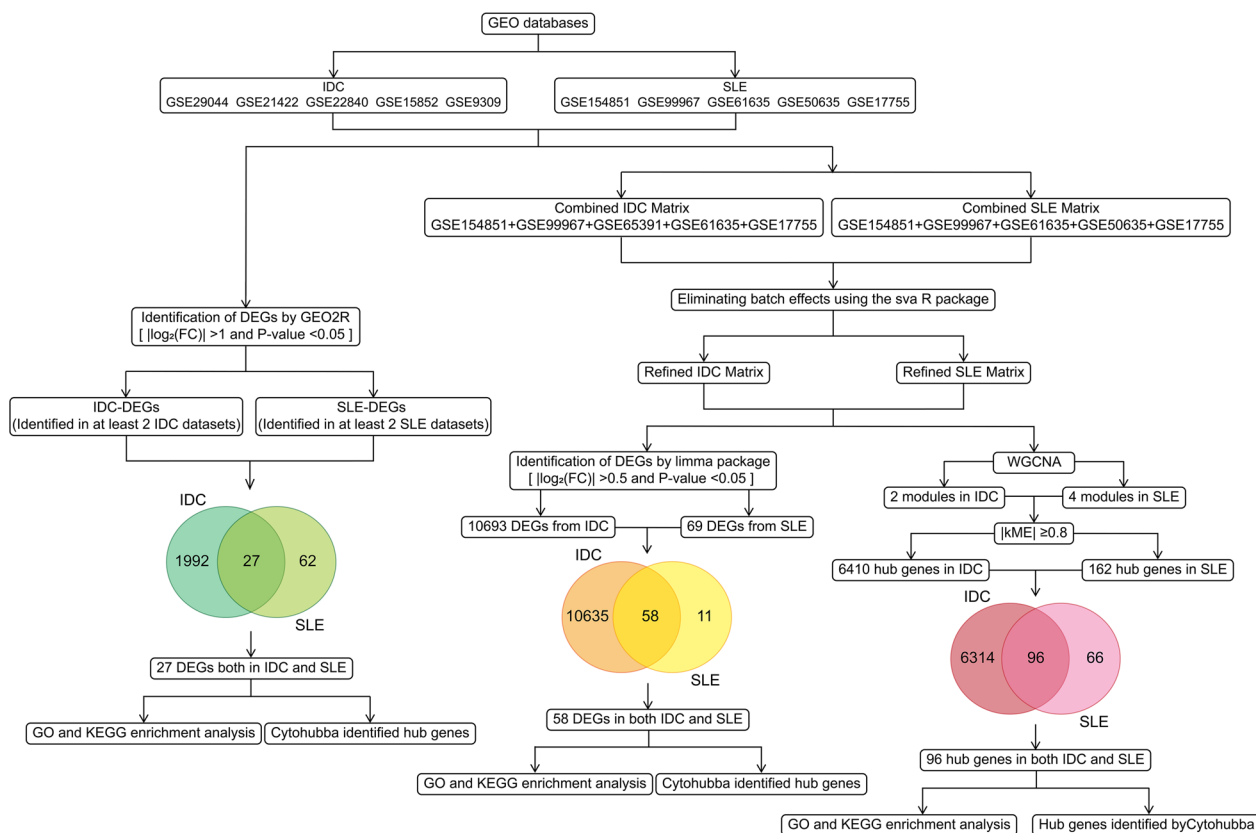 GEO databases
IDC
GSE29044 GSE21422 GSE22840 GSE15852 GSE9309
SLE
GSE154851 GSE99967 GSE61635 GSE50635 GSE17755
Combined IDC Matrix
GSE154851+GSE99967+GSE65391+GSE61635+GSE17755
Combined SLE Matrix
GSE154851+GSE99967+GSE61635+GSE50635+GSE17755
Eliminating batch effects using the sva R package
Identification of DEGs by GEO2R
[ |log₂(FC)| >1 and P-value <0.05 ]
Refined IDC Matrix
Refined SLE Matrix
IDC-DEGs
(Identified in at least 2 IDC datasets)
SLE-DEGs
(Identified in at least 2 SLE datasets)
Identification of DEGs by limma package
[ |log₂(FC)| >0.5 and P-value <0.05 ]
WGCNA
2 modules in IDC
4 modules in SLE
IDC
1992
27
62
SLE
10693 DEGs from IDC
69 DEGs from SLE
|kME| ≥0.8
6410 hub genes in IDC
162 hub genes in SLE
IDC
10635
58
11
SLE
IDC
6314
96
66
SLE
27 DEGs both in IDC and SLE
GO and KEGG enrichment analysis
Cytohubba identified hub genes
58 DEGs in both IDC and SLE
GO and KEGG enrichment analysis
Cytohubba identified hub genes
96 hub genes in both IDC and SLE
GO and KEGG enrichment analysis
Hub genes identified byCytohubba